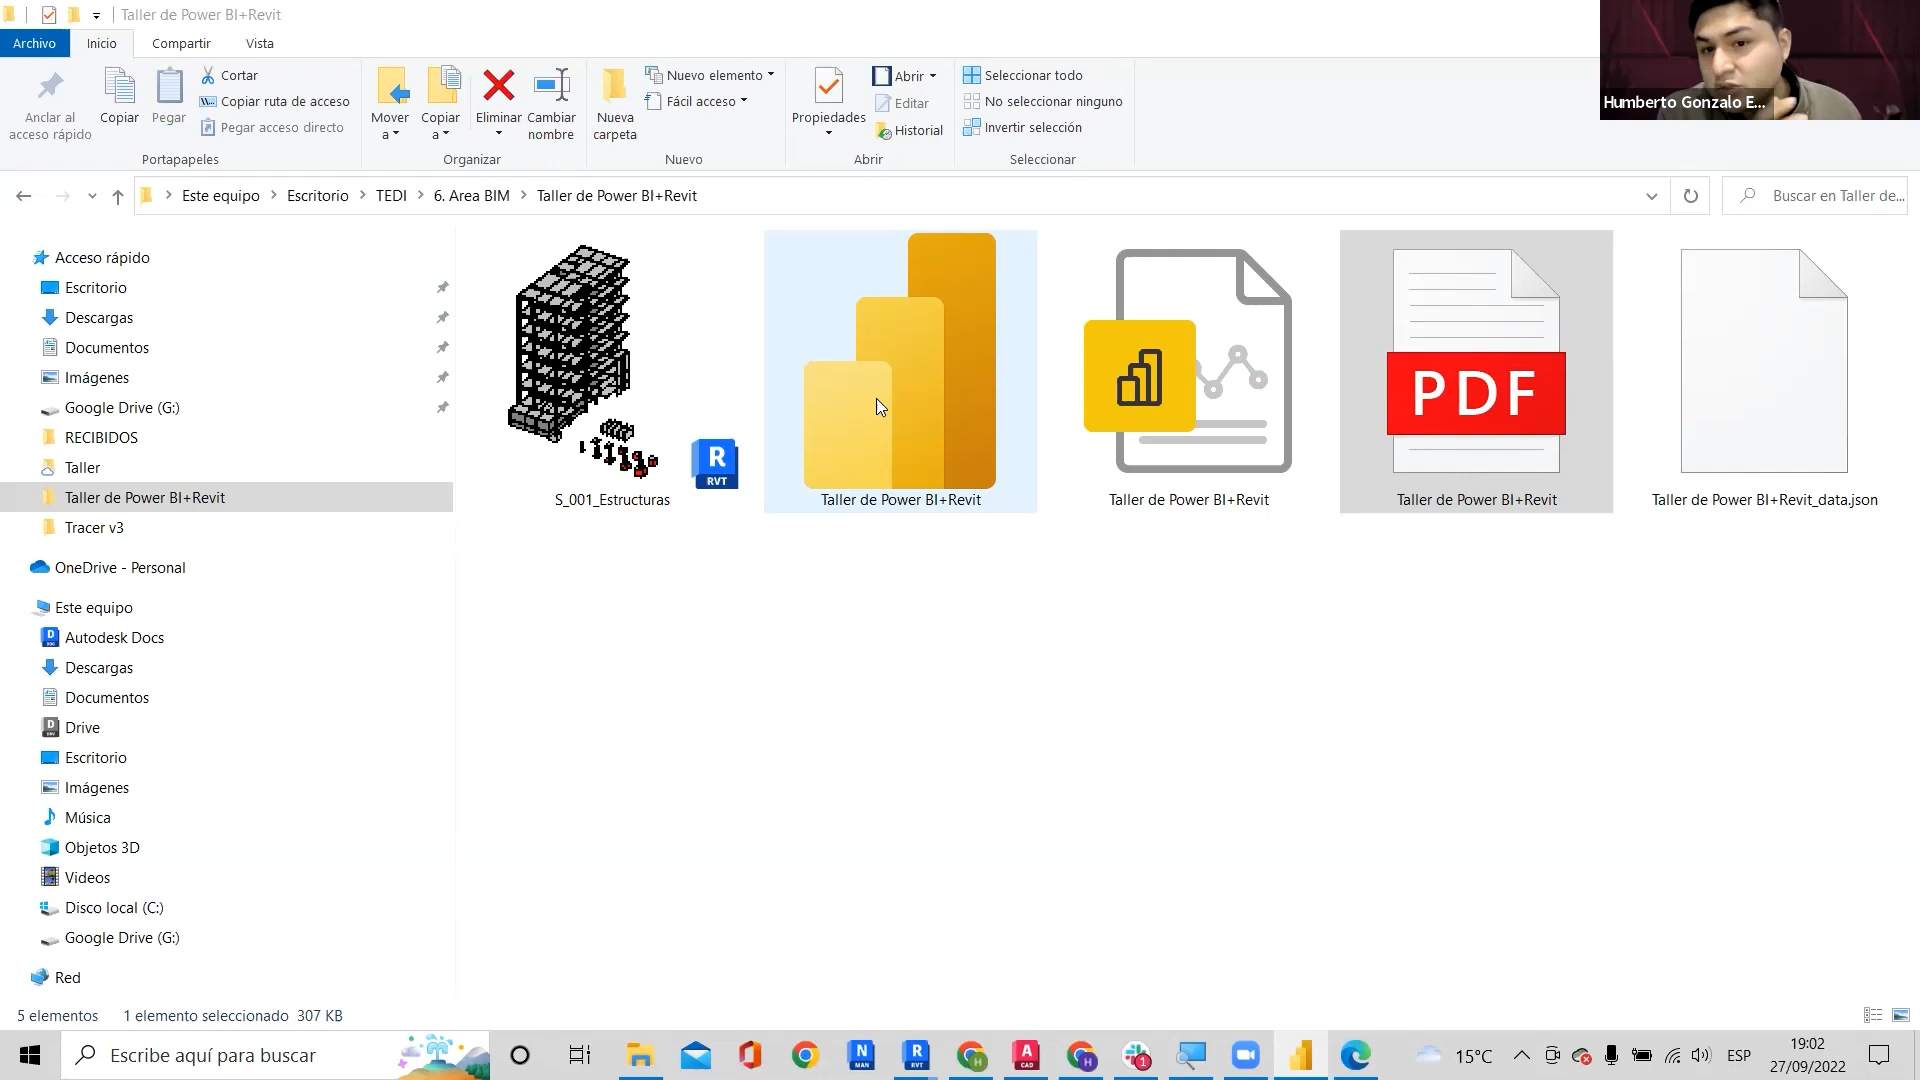 Taller de Power BI+Revit
Archivo
Inicio
Compartir
Vista
Anclar al
acceso rápido
Copiar
Pegar
Cortar
Copiar ruta de acceso
Pegar acceso directo
Portapapeles
Mover
a
Copiar
a
Eliminar
Cambiar
nombre
Organizar
Nueva
carpeta
Nuevo elemento
Fácil acceso
Nuevo
Propiedades
Abrir
Editar
Historial
Abrir
Seleccionar todo
No seleccionar ninguno
Invertir selección
Seleccionar
Humberto Gonzalo E...
Este equipo
Escritorio
TEDI
6. Area BIM
Taller de Power BI+Revit
Buscar en Taller de...
Acceso rápido
Escritorio
Descargas
Documentos
Imágenes
Google Drive (G:)
RECIBIDOS
Taller
Taller de Power BI+Revit
Tracer v3
OneDrive - Personal
Este equipo
Autodesk Docs
Descargas
Documentos
Drive
Escritorio
Imágenes
Música
Objetos 3D
Videos
Disco local (C:)
Google Drive (G:)
Red
R
RVT
S_001_Estructuras
Taller de Power BI+Revit
Taller de Power BI+Revit
PDF
Taller de Power BI+Revit
Taller de Power BI+Revit_data.json
5 elementos
1 elemento seleccionado 307 KB
Escribe aquí para buscar
N
MAN
R
RVT
H
A
CAD
H
1
15°C
ESP
19:02
27/09/2022